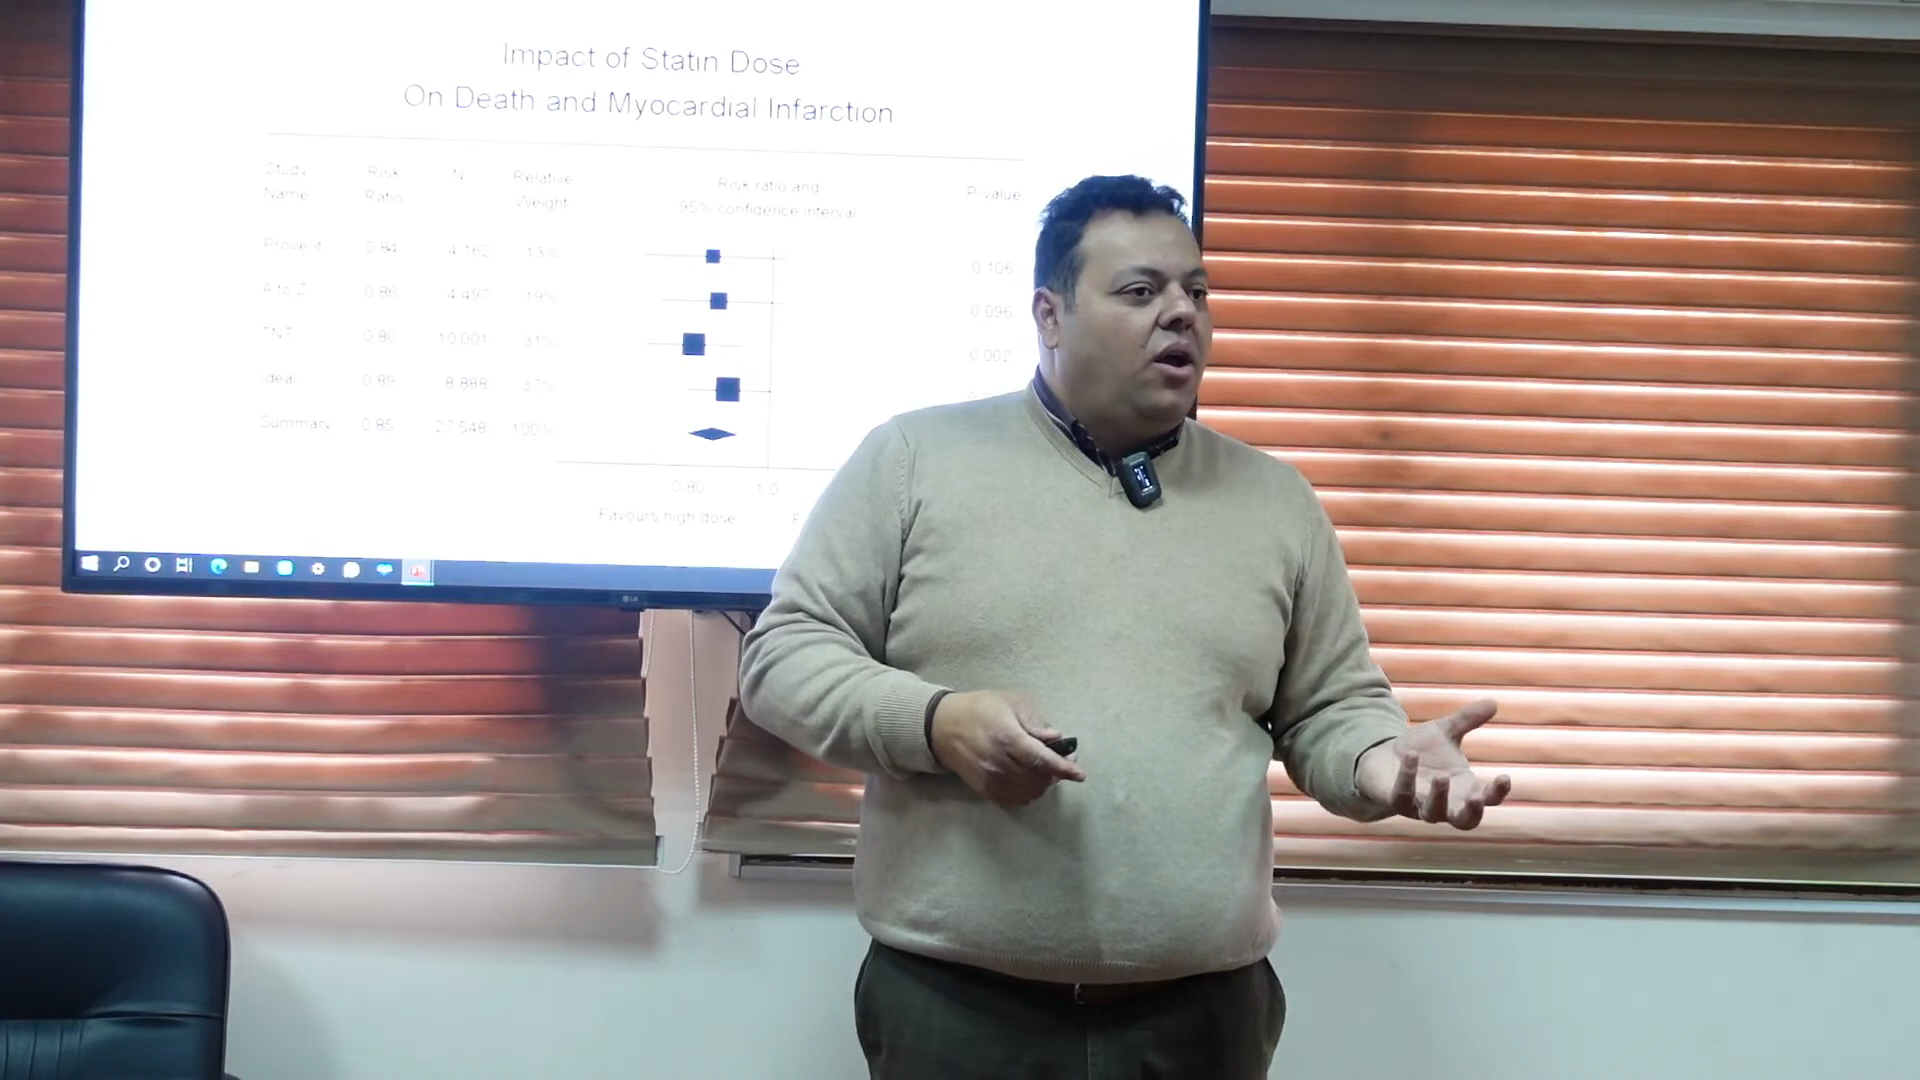 Impact of Statin Dose
On Death and Myocardial Infarction
Study Name Risk Ratio N Relative Weight Risk ratio and 95% confidence interval P-value
Prove it 0.84 4.162 13% 0.106
A to Z 0.86 4.497 19% 0.096
TNT 0.80 10.001 31% 0.002
Ideal 0.89 8.888 37%
Summary 0.85 27.548 100%
0.80 1.0
Favours high dose
LG